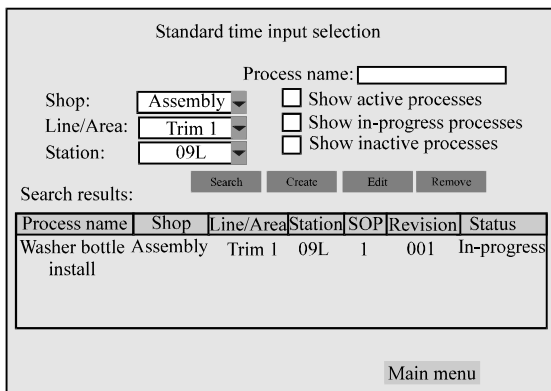 Standard time input selection
Process name:
Shop: Assembly
Show active processes
Line/Area: Trim 1
Show in-progress processes
Station: 09L
Show inactive processes
Search Create Edit Remove
Search results:
Process name Shop Line/Area Station SOP Revision Status
Washer bottle Assembly Trim 1 09L 1 001 In-progress
install
Main menu